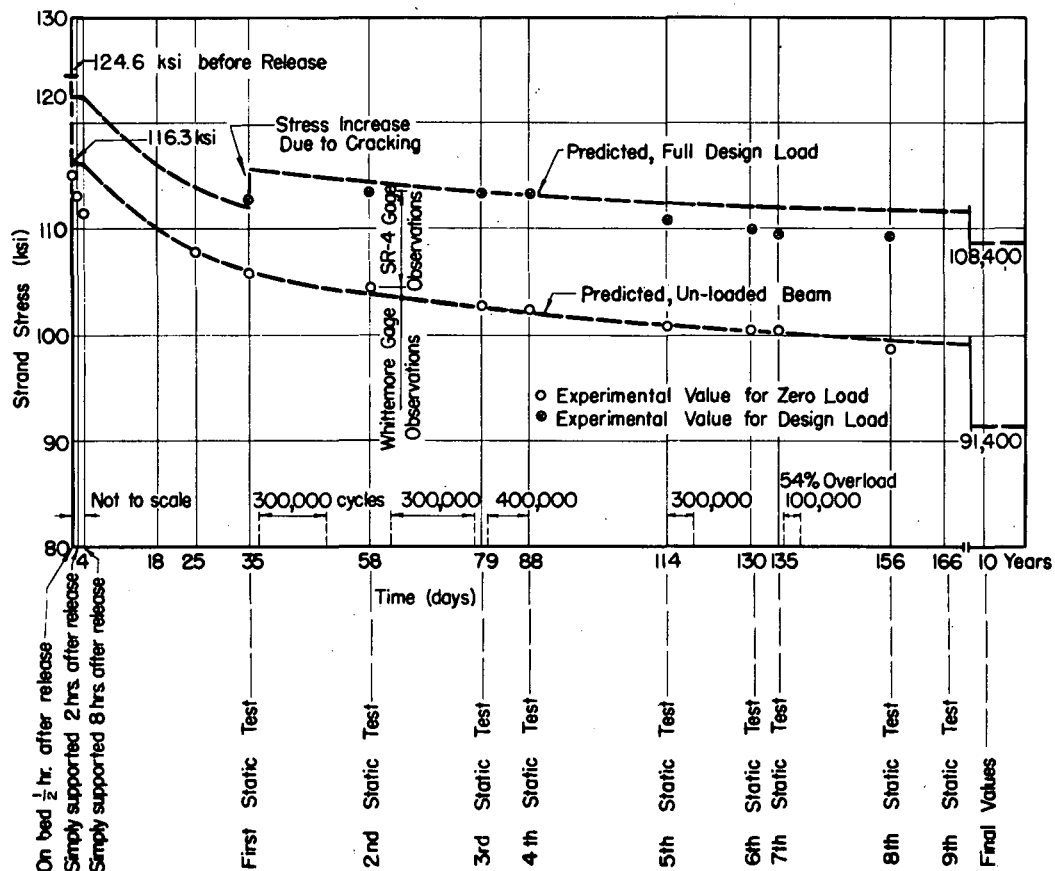 130
120
110
100
90
80
Strand Stress (ksi)
124.6 ksi before Release
116.3 ksi
Stress Increase
Due to Cracking
Predicted, Full Design Load
SR-4 Gage
Observations
Whittemore Gage
Observations
108,400
Predicted, Un-loaded Beam
Experimental Value for Zero Load
Experimental Value for Design Load
91,400
Not to scale
300,000 cycles
300,000
400,000
300,000
54% Overload
100,000
4 18 25 35 58 79 88 114 130 135 156 166 10 Years
Time (days)
On bed ½ hr. after release
Simply supported 2 hrs. after release
Simply supported 8 hrs. after release
First Static Test
2nd Static Test
3rd Static Test
4th Static Test
5th Static Test
6th Static Test
7th Static Test
8th Static Test
9th Static Test
Final Values